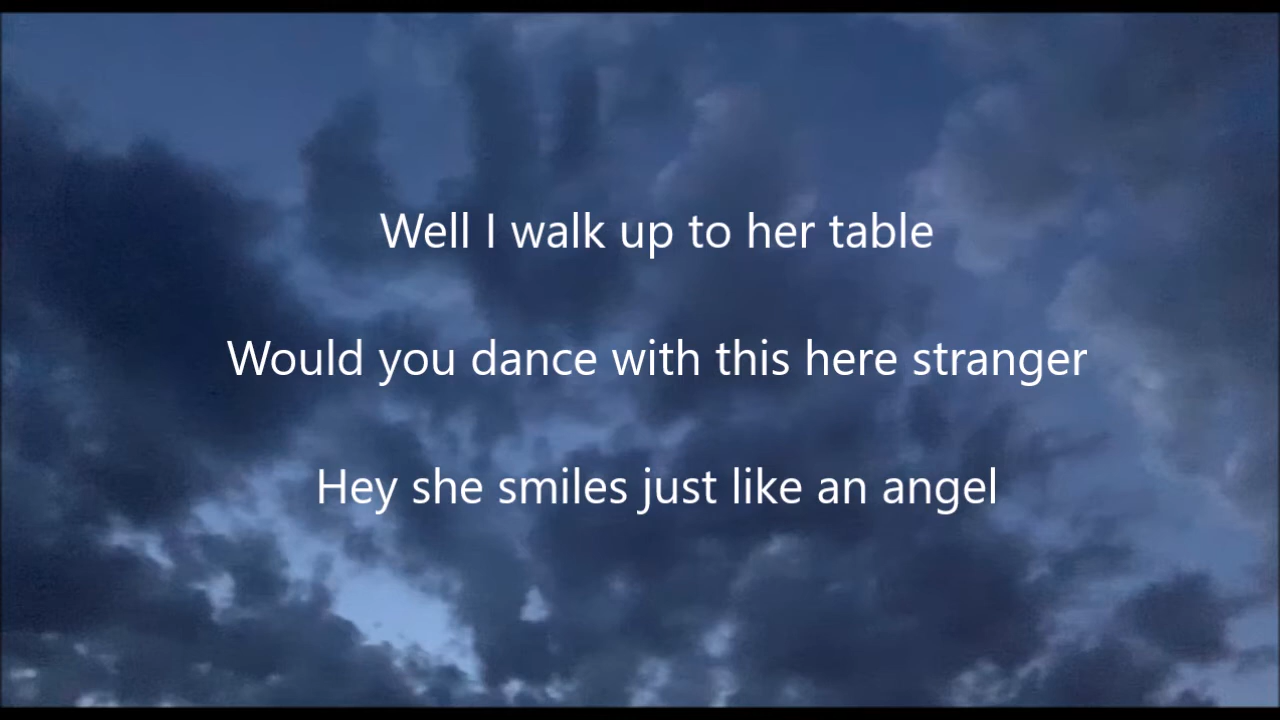 Well I walk up to her table
Would you dance with this here stranger
Hey she smiles just like an angel